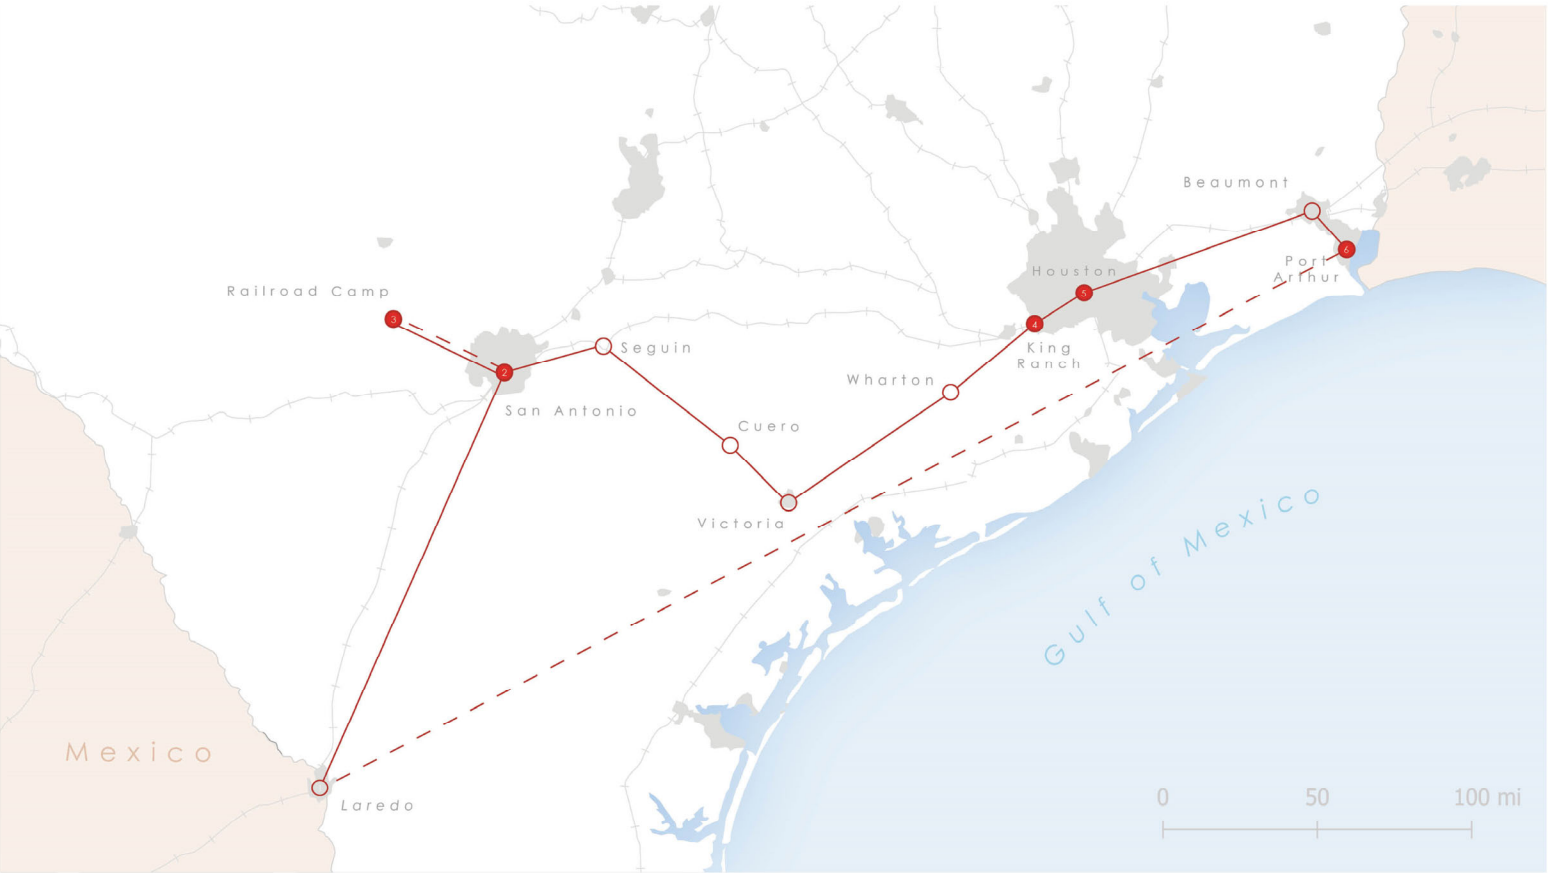 Beaumont
6
Port
Arthur
Houston
5
Railroad Camp
3
4
King
Ranch
Seguin
2
Wharton
San Antonio
Cuero
Victoria
Gulf of Mexico
Mexico
Laredo
0 50 100 mi